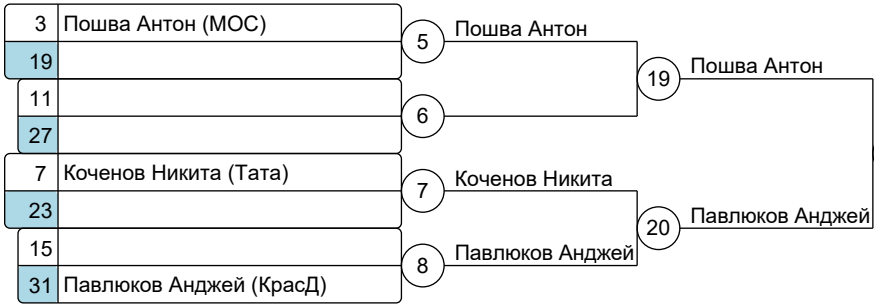 3 Пошва Антон (МОС)
19
5 Пошва Антон
11
27
6
19 Пошва Антон
7 Коченов Никита (Тата)
23
7 Коченов Никита
15
31 Павлюков Анджей (КрасД)
8 Павлюков Анджей
20 Павлюков Анджей